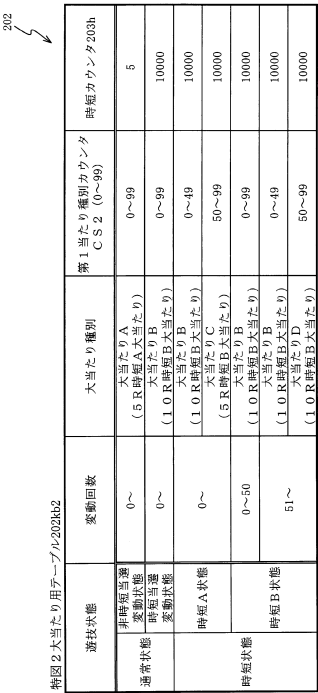 202
特図2大当たり用テーブル202kb2
遊技状態 変動回数 大当たり種別 第1当たり種別カウンタ
CS2（0～99） 時短カウンタ203h
通常状態
非時短当選
変動状態 0～ 大当たりA
（5R時短A大当たり） 0～99 5
時短当選
変動状態 0～ 大当たりB
（10R時短B大当たり） 0～99 10000
時短状態
時短A状態 0～ 大当たりB
（10R時短B大当たり） 0～49 10000
大当たりC
（5R時短B大当たり） 50～99 10000
時短B状態 0～50 大当たりB
（10R時短B大当たり） 0～99 10000
51～ 大当たりB
（10R時短B大当たり） 0～49 10000
大当たりD
（10R時短B大当たり） 50～99 10000